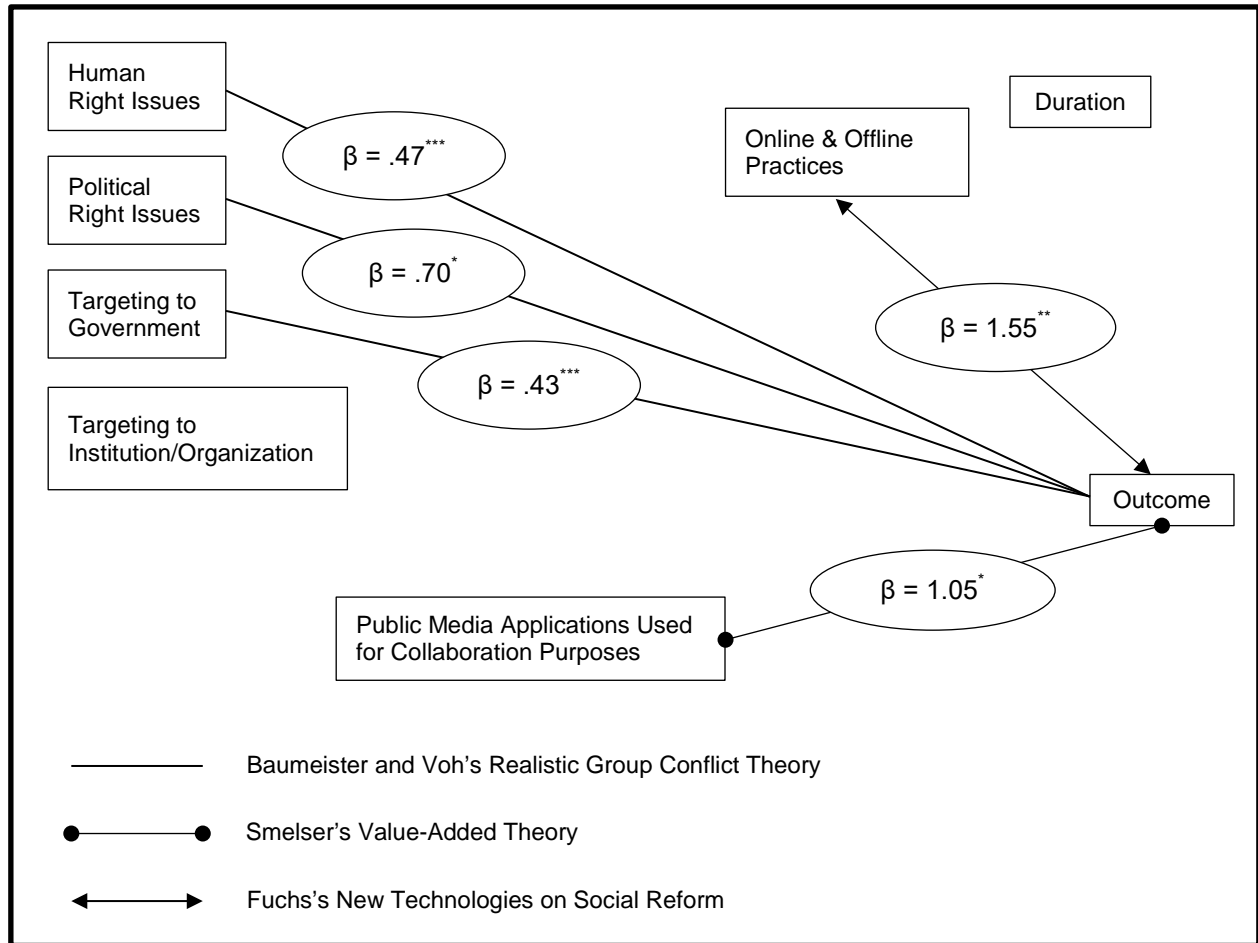 Human
Right Issues
β = .47***
Political
Right Issues
β = .70*
Targeting to
Government
β = .43***
Targeting to
Institution/Organization
Online & Offline
Practices
Duration
β = 1.55**
Outcome
β = 1.05*
Public Media Applications Used
for Collaboration Purposes
Baumeister and Voh’s Realistic Group Conflict Theory
Smelser’s Value-Added Theory
Fuchs’s New Technologies on Social Reform